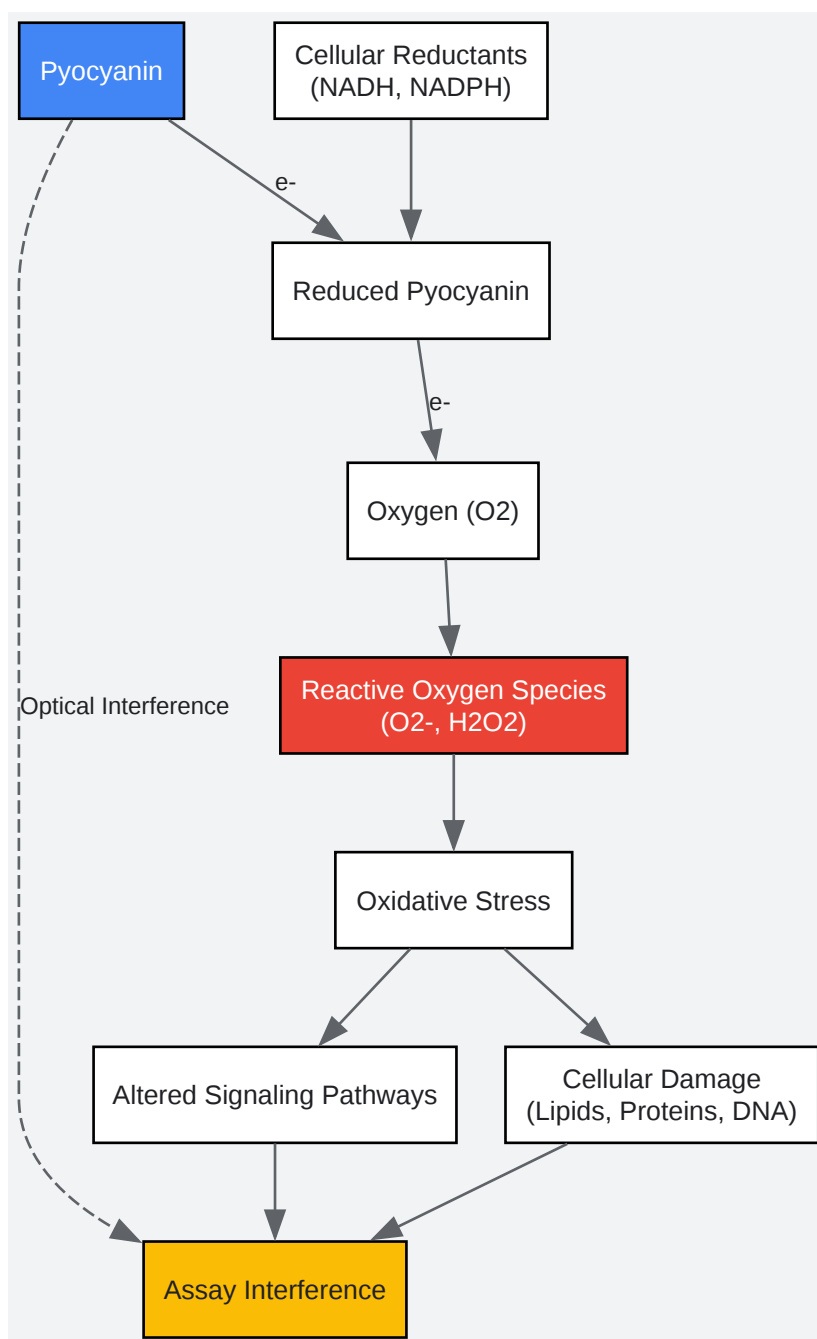 Pyocyanin
Cellular Reductants
(NADH, NADPH)
e-
Reduced Pyocyanin
e-
Oxygen (O2)
Reactive Oxygen Species
(O2-, H2O2)
Optical Interference
Oxidative Stress
Altered Signaling Pathways
Cellular Damage
(Lipids, Proteins, DNA)
Assay Interference